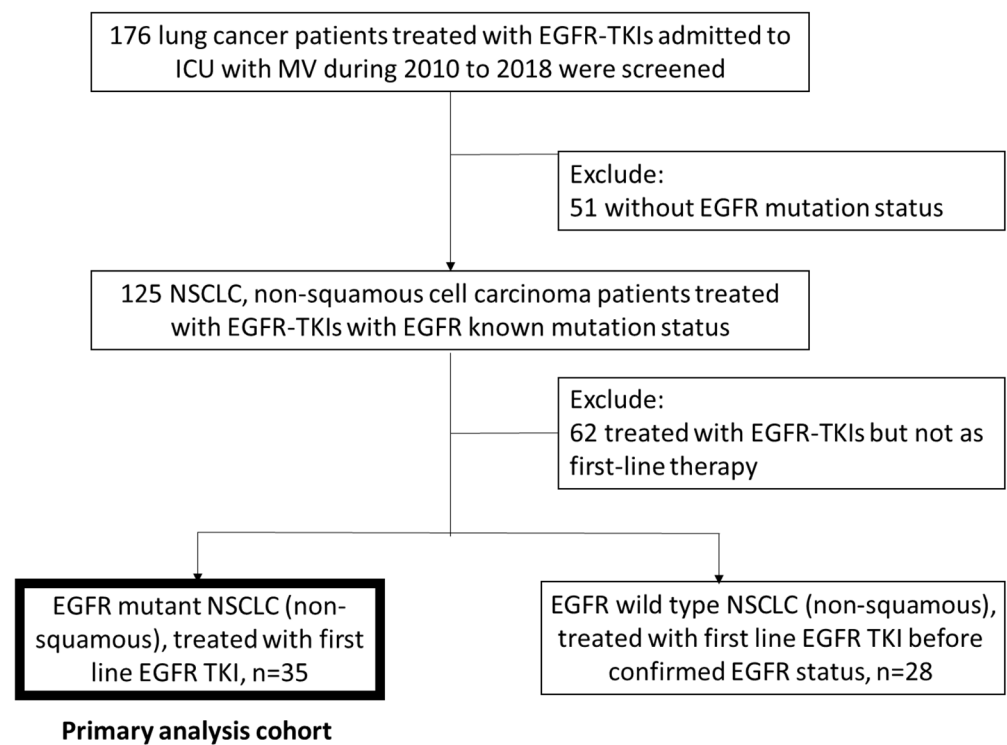 176 lung cancer patients treated with EGFR-TKIs admitted to
ICU with MV during 2010 to 2018 were screened
Exclude:
51 without EGFR mutation status
125 NSCLC, non-squamous cell carcinoma patients treated
with EGFR-TKIs with EGFR known mutation status
Exclude:
62 treated with EGFR-TKIs but not as
first-line therapy
EGFR mutant NSCLC (non-
squamous), treated with first
line EGFR TKI, n=35
EGFR wild type NSCLC (non-squamous),
treated with first line EGFR TKI before
confirmed EGFR status, n=28
Primary analysis cohort